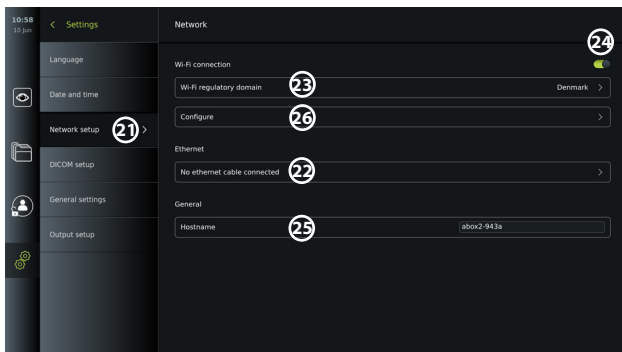 10:58
10 Jun
Settings
Language
Date and time
Network setup 21
DICOM setup
General settings
Output setup
Network
24
Wi-Fi connection
Wi-Fi regulatory domain 23 Denmark
Configure 26
Ethernet
No ethernet cable connected 22
General
Hostname 25 abox2-943a